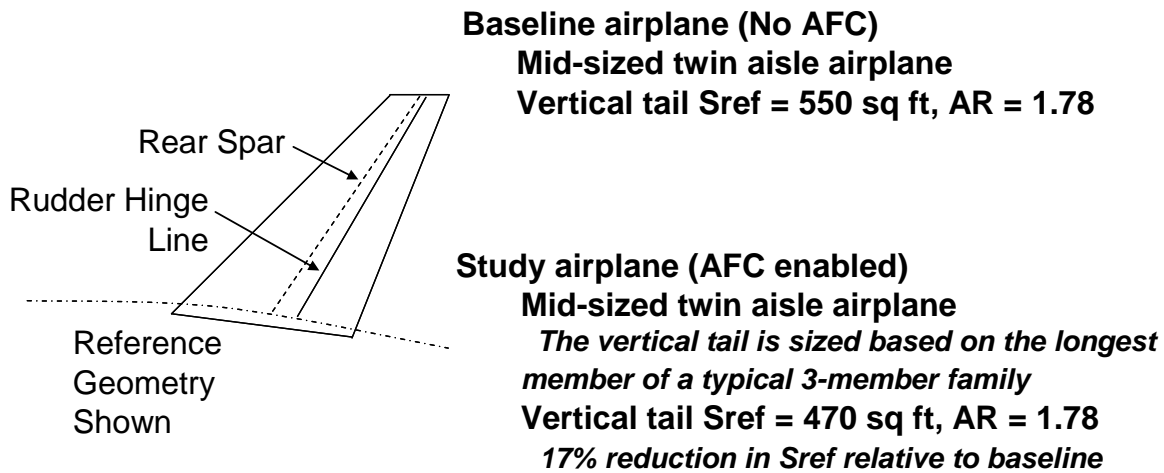 Baseline airplane (No AFC)
Mid-sized twin aisle airplane
Vertical tail Sref = 550 sq ft, AR = 1.78
Rear Spar
Rudder Hinge
Line
Reference
Geometry
Shown
Study airplane (AFC enabled)
Mid-sized twin aisle airplane
The vertical tail is sized based on the longest
member of a typical 3-member family
Vertical tail Sref = 470 sq ft, AR = 1.78
17% reduction in Sref relative to baseline